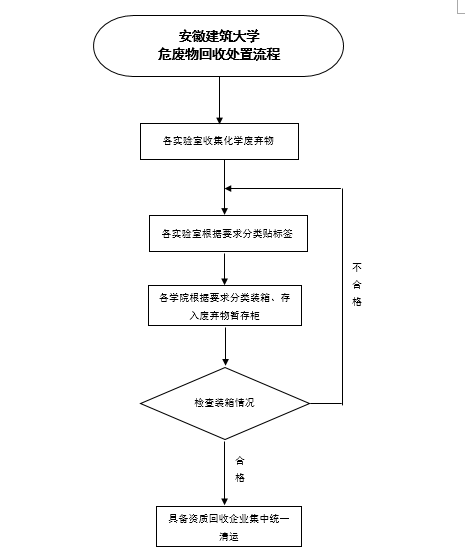 安徽建筑大学
危废物回收处置流程
各实验室收集化学废弃物
各实验室根据要求分类贴标签
各学院根据要求分类装箱、存
入废弃物暂存柜
不
合
格
检查装箱情况
合
格
具备资质回收企业集中统一
清运